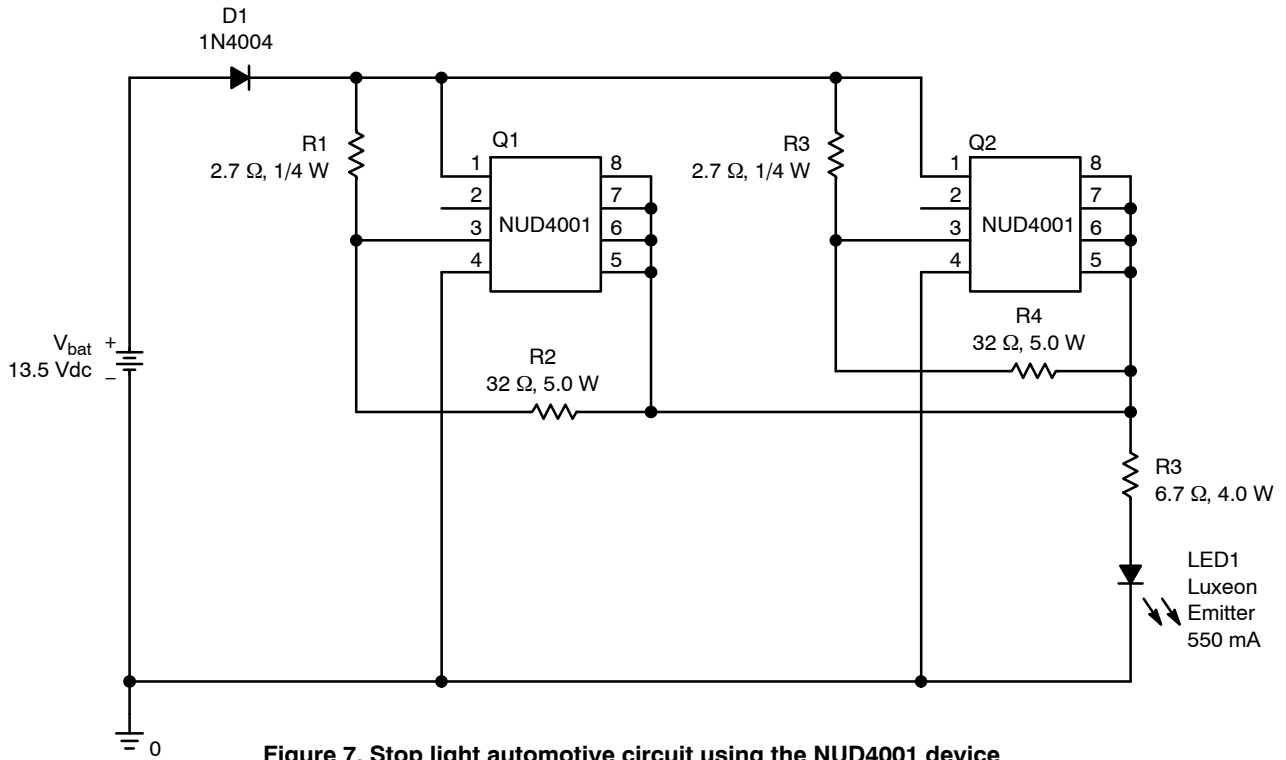 D1
1N4004
R1
2.7 Ω, 1/4 W
Q1
1
2
3
4
NUD4001
8
7
6
5
R3
2.7 Ω, 1/4 W
Q2
1
2
3
4
NUD4001
8
7
6
5
R4
32 Ω, 5.0 W
Vbat
13.5 Vdc
+
−
R2
32 Ω, 5.0 W
R3
6.7 Ω, 4.0 W
LED1
Luxeon
Emitter
550 mA
0
Figure 7. Stop light automotive circuit using the NUD4001 device